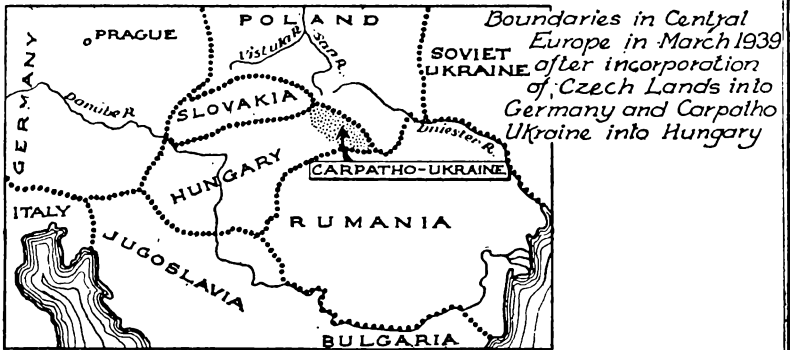 Boundaries in Central
Europe in March 1939
after incorporation
of Czech Lands into
Germany and Carpatho
Ukraine into Hungary
POLAND
PRAGUE
GERMANY
Vistula R.
San R.
SOVIET
UKRAINE
Danube R.
SLOVAKIA
Dniester R.
HUNGARY
CARPATHO-UKRAINE
ITALY
JUGOSLAVIA
RUMANIA
BULGARIA